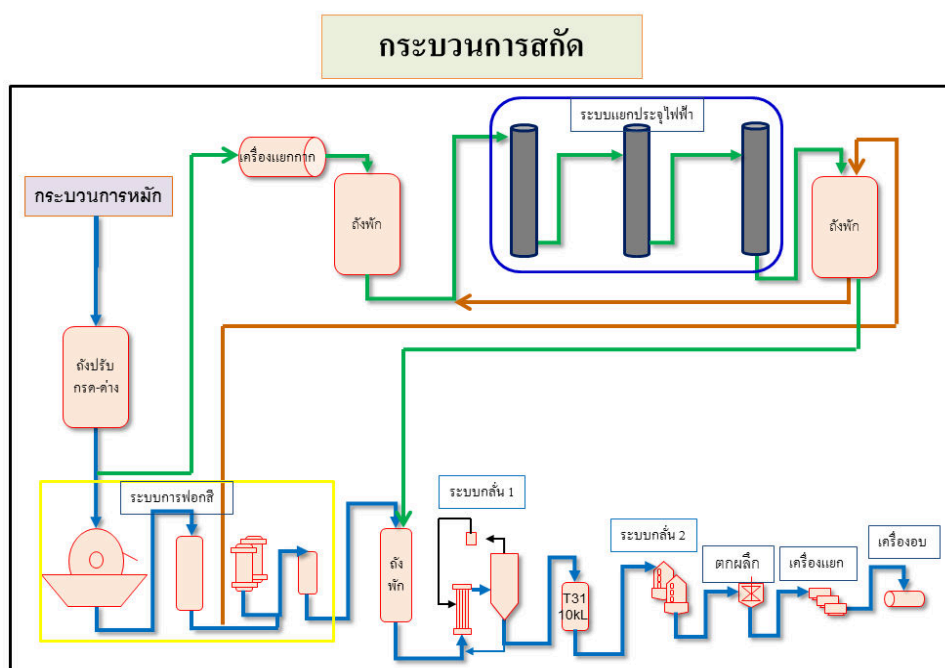 กระบวนการสกัด
ระบบแยกประจุไฟฟ้า
เครื่องแยกกาก
กระบวนการหมัก
ถังพัก
ถังพัก
ถังปรับ
กรด-ด่าง
ระบบการฟอกสี
ระบบกลั่น 1
ระบบกลั่น 2
ตกผลึก
เครื่องแยก
เครื่องอบ
ถัง
พัก
T31
10kL